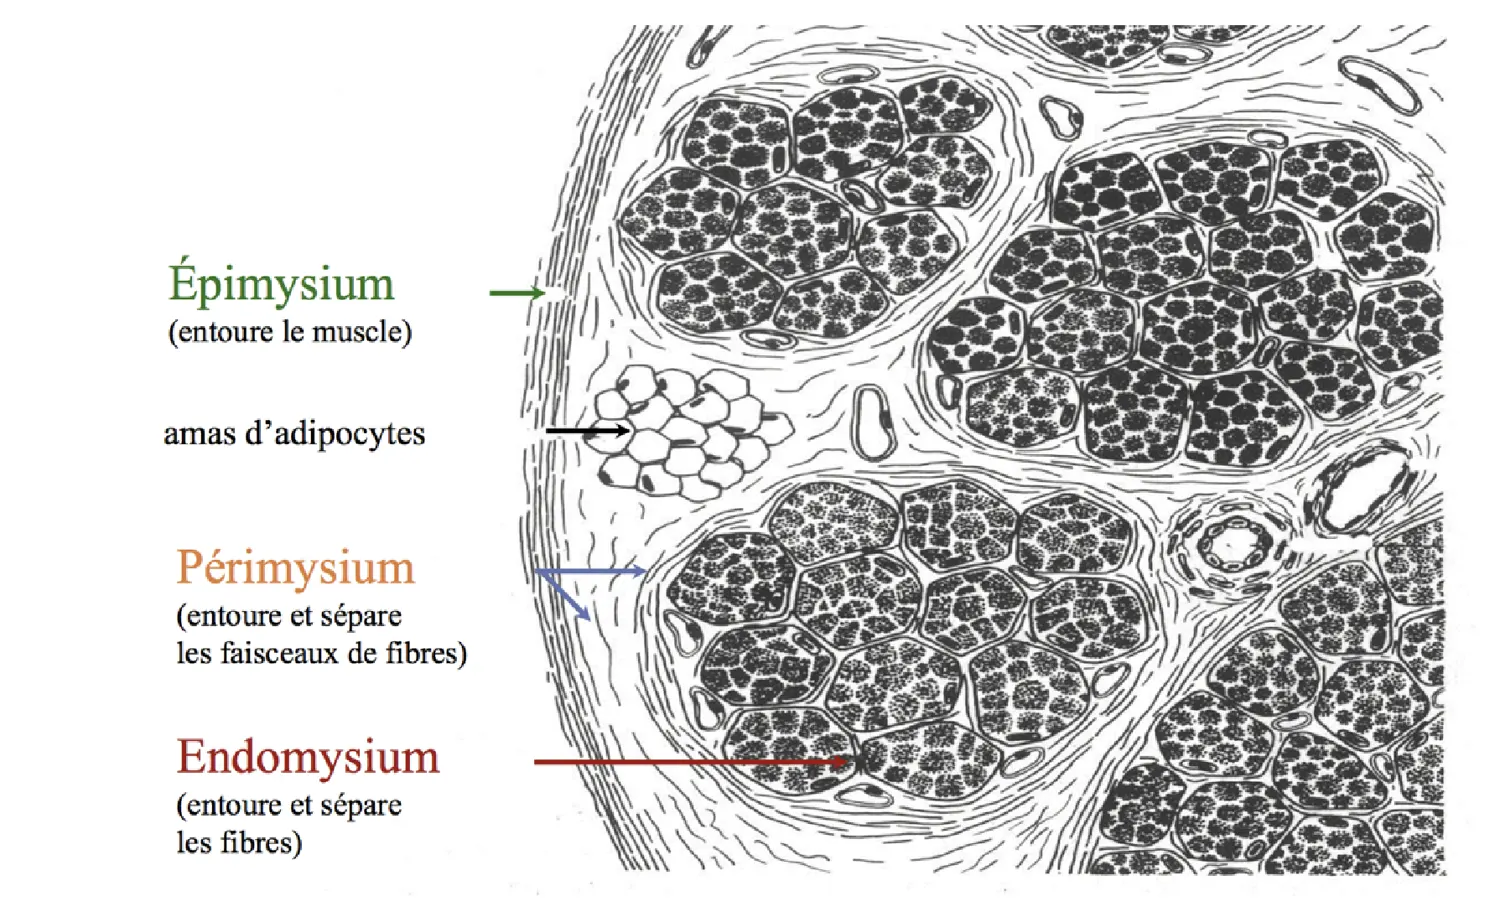 Épimysium
(entoure le muscle)
amas d’adipocytes
Périmysium
(entoure et sépare
les faisceaux de fibres)
Endomysium
(entoure et sépare
les fibres)